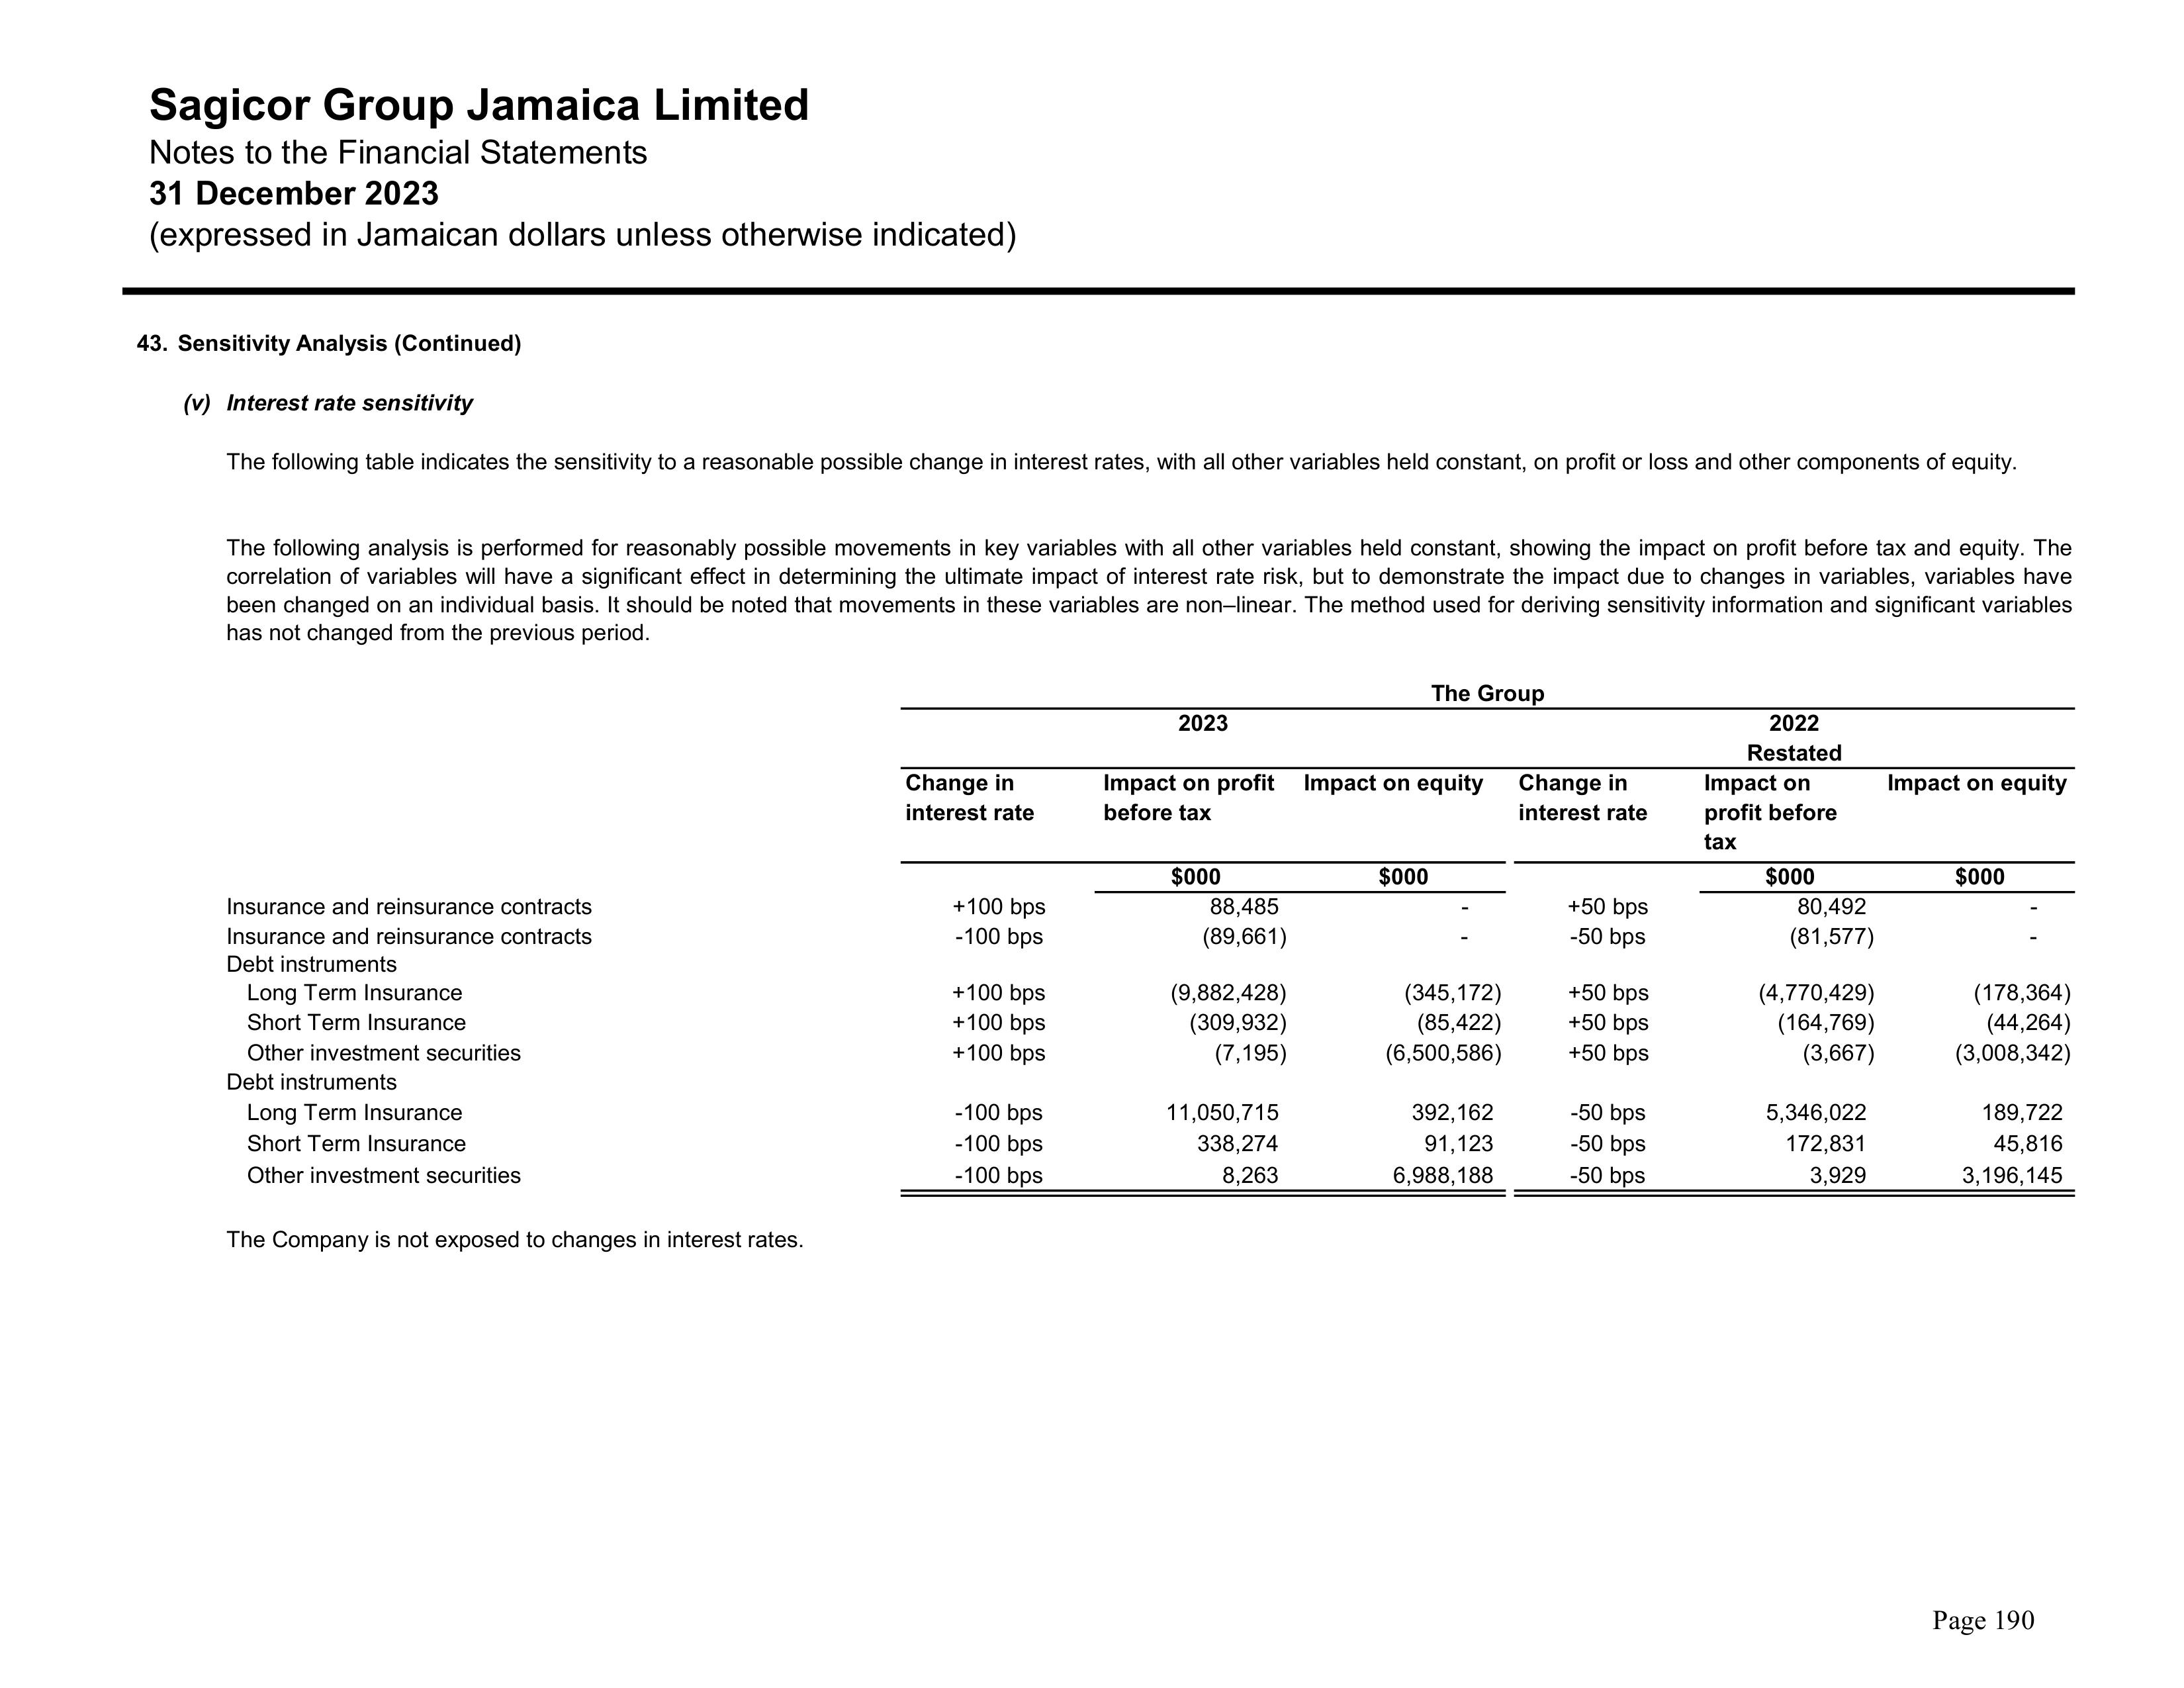 Sagicor Group Jamaica Limited
Notes to the Financial Statements
31 December 2023
(expressed in Jamaican dollars unless otherwise indicated)
43. Sensitivity Analysis (Continued)
(v) Interest rate sensitivity
The following table indicates the sensitivity to a reasonable possible change in interest rates, with all other variables held constant, on profit or loss and other components of equity.
The following analysis is performed for reasonably possible movements in key variables with all other variables held constant, showing the impact on profit before tax and equity. The
correlation of variables will have a significant effect in determining the ultimate impact of interest rate risk, but to demonstrate the impact due to changes in variables, variables have
been changed on an individual basis. It should be noted that movements in these variables are non–linear. The method used for deriving sensitivity information and significant variables
has not changed from the previous period.
The Group
2023 2022
Restated
Change in Impact on profit Impact on equity Change in Impact on Impact on equity
interest rate before tax interest rate profit before
tax
$000 $000 $000 $000
Insurance and reinsurance contracts +100 bps 88,485 - +50 bps 80,492 -
Insurance and reinsurance contracts -100 bps (89,661) - -50 bps (81,577) -
Debt instruments
Long Term Insurance +100 bps (9,882,428) (345,172) +50 bps (4,770,429) (178,364)
Short Term Insurance +100 bps (309,932) (85,422) +50 bps (164,769) (44,264)
Other investment securities +100 bps (7,195) (6,500,586) +50 bps (3,667) (3,008,342)
Debt instruments
Long Term Insurance -100 bps 11,050,715 392,162 -50 bps 5,346,022 189,722
Short Term Insurance -100 bps 338,274 91,123 -50 bps 172,831 45,816
Other investment securities -100 bps 8,263 6,988,188 -50 bps 3,929 3,196,145
The Company is not exposed to changes in interest rates.
Page 190